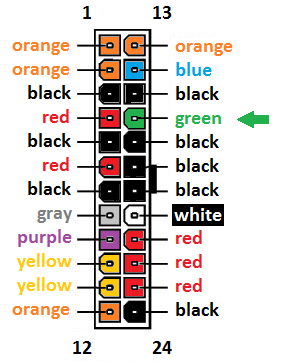 1 13
orange orange
orange blue
black black
red green
black black
red black
black black
gray white
purple red
yellow red
yellow red
orange black
12 24